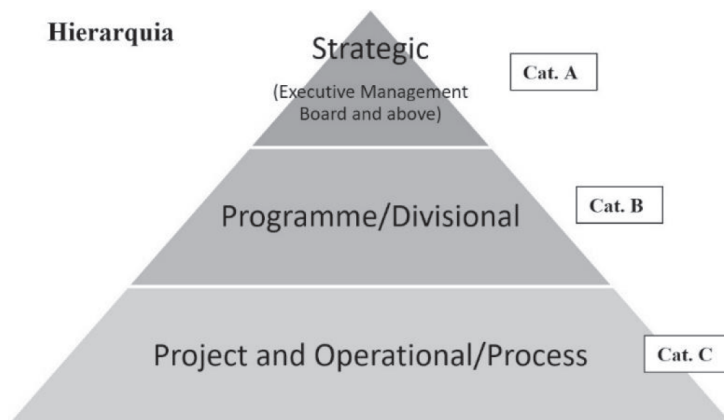 Hierarquia
Strategic
(Executive Management
Board and above)
Cat. A
Programme/Divisional
Cat. B
Project and Operational/Process
Cat. C